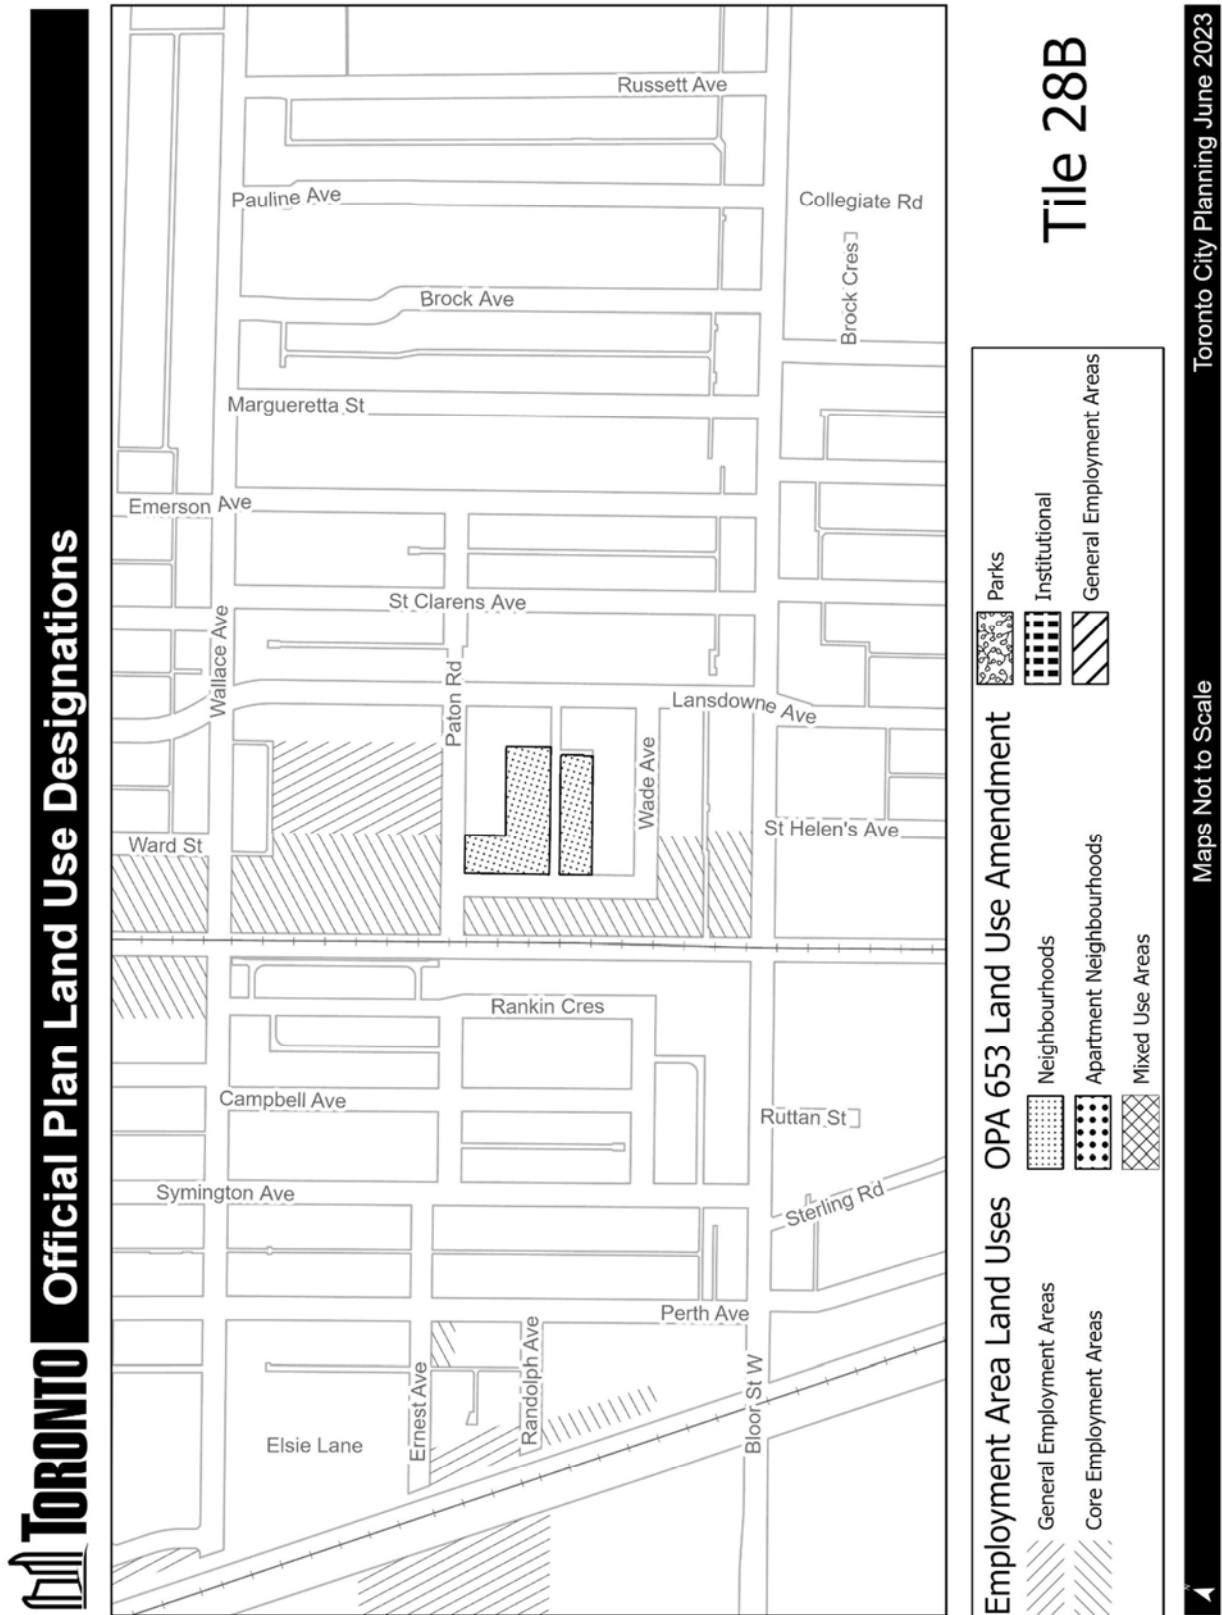 TORONTO
Official Plan Land Use Designations
Russett Ave
Pauline Ave
Collegiate Rd
Brock Cres
Brock Ave
Margueretta St
Emerson Ave
St Clarens Ave
Wallace Ave
Paton Rd
Lansdowne Ave
Wade Ave
St Helen's Ave
Ward St
Rankin Cres
Campbell Ave
Ruttan St
Symington Ave
Sterling Rd
Perth Ave
Randolph Ave
Ernest Ave
Bloor St W
Elsie Lane
Tile 28B
Employment Area Land Uses
General Employment Areas
Core Employment Areas
OPA 653 Land Use Amendment
Neighbourhoods
Apartment Neighbourhoods
Mixed Use Areas
Parks
Institutional
General Employment Areas
Maps Not to Scale
Toronto City Planning June 2023